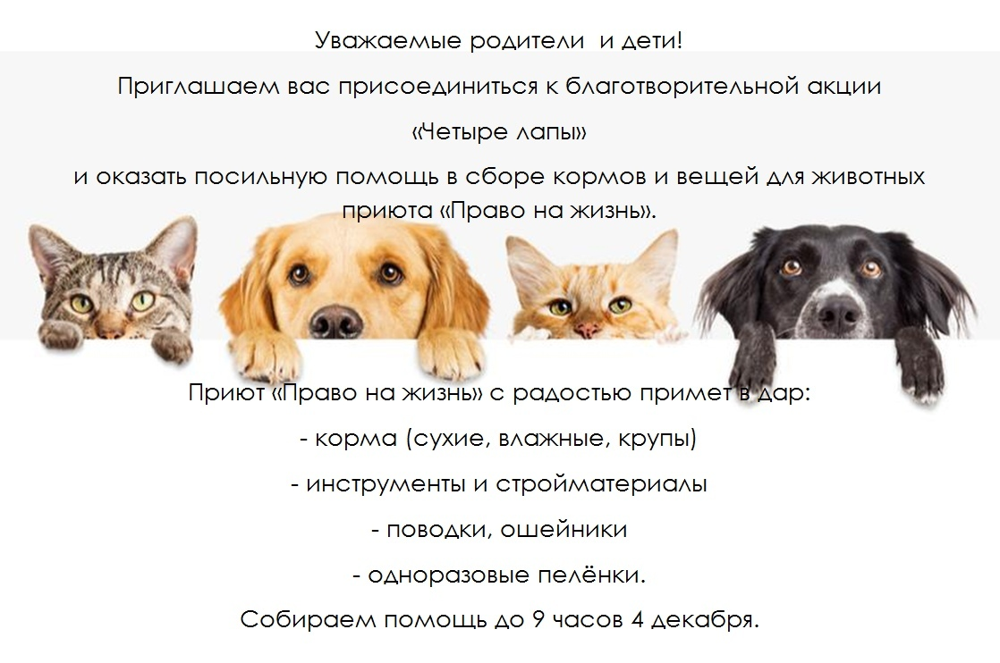 Уважаемые родители  и дети!
Приглашаем вас присоединиться к благотворительной акции
«Четыре лапы»
и оказать посильную помощь в сборе кормов и вещей для животных
приюта «Право на жизнь».
Приют «Право на жизнь» с радостью примет в дар:
- корма (сухие, влажные, крупы)
- инструменты и стройматериалы
- поводки, ошейники
- одноразовые пелёнки.
Собираем помощь до 9 часов 4 декабря.